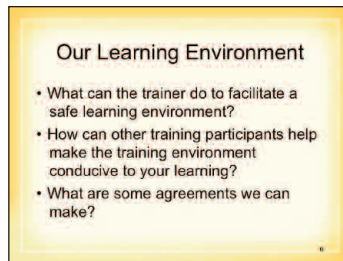 Our Learning Environment
• What can the trainer do to facilitate a
safe learning environment?
• How can other training participants help
make the training environment
conducive to your learning?
• What are some agreements we can
make?